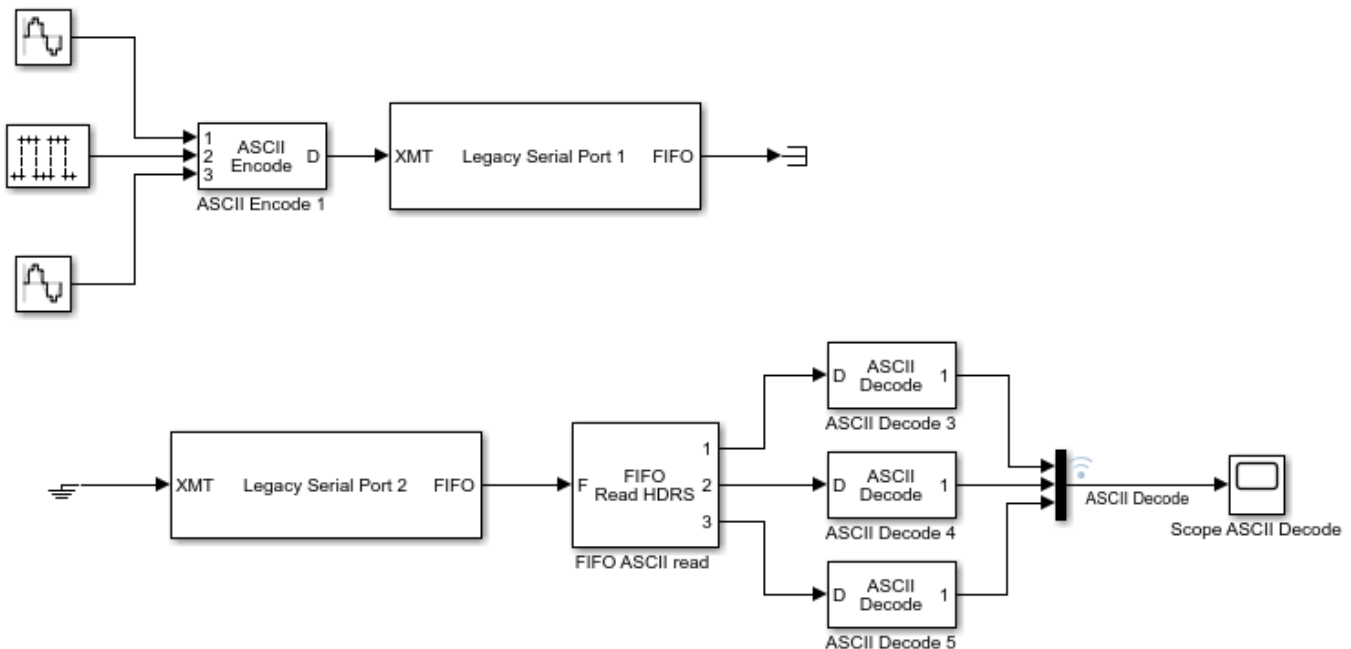 1
2
3
ASCII
Encode
D
ASCII Encode 1
XMT
Legacy Serial Port 1
FIFO
XMT
Legacy Serial Port 2
FIFO
F
FIFO
Read HDRS
1
2
3
FIFO ASCII read
D
ASCII
Decode
1
ASCII Decode 3
D
ASCII
Decode
1
ASCII Decode 4
D
ASCII
Decode
1
ASCII Decode 5
ASCII Decode
Scope ASCII Decode